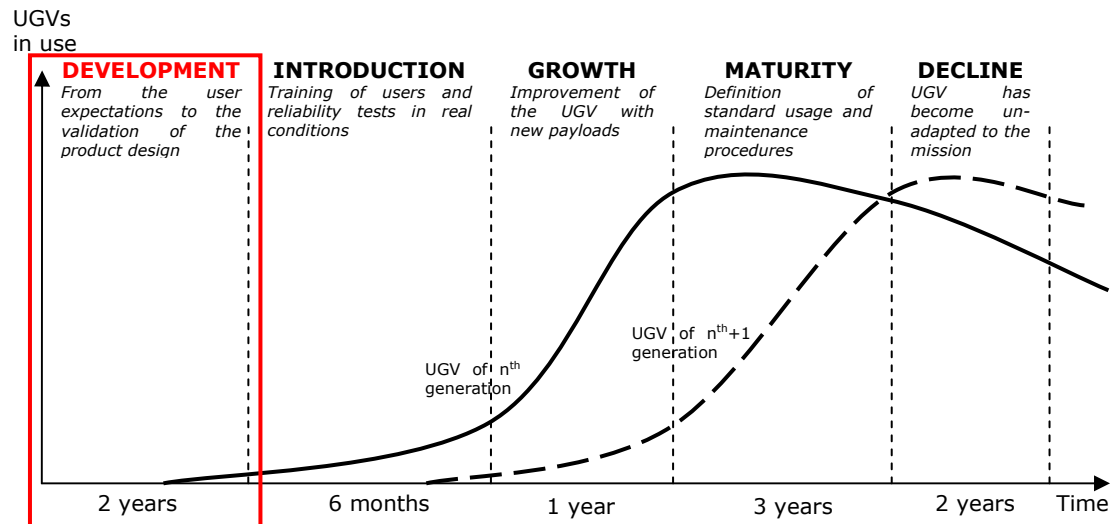 UGVs
in use
DEVELOPMENT
From the user
expectations to the
validation of the
product design
INTRODUCTION
Training of users and
reliability tests in real
conditions
GROWTH
Improvement of
the UGV with
new payloads
MATURITY
Definition of
standard usage and
maintenance
procedures
DECLINE
UGV has
become un-
adapted to the
mission
UGV of nth
generation
UGV of nth+1
generation
2 years
6 months
1 year
3 years
2 years
Time